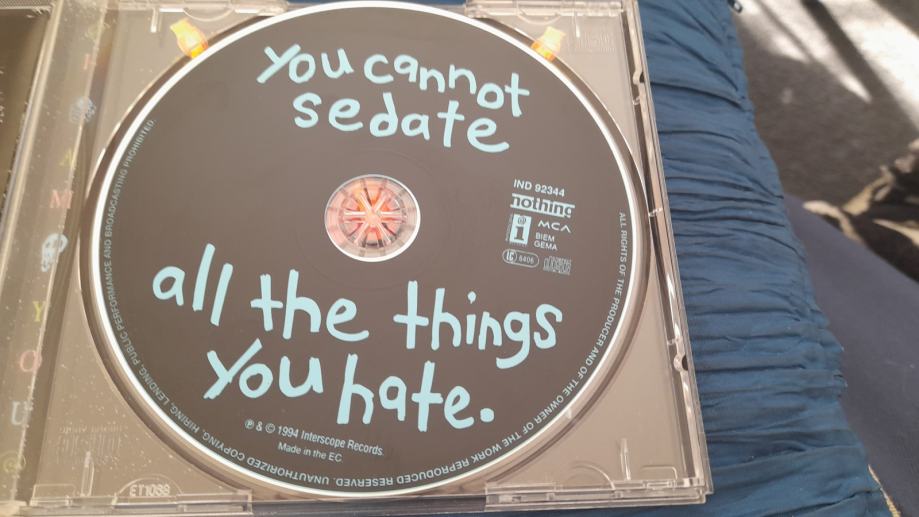 you cannot
sedate
IND 92344
nothing
MCA
BIEM
GEMA
LC 6406
all the things
you hate.
℗ & © 1994 Interscope Records.
Made in the EC.
ALL RIGHTS OF THE PRODUCER AND OF THE OWNER OF THE WORK REPRODUCED RESERVED. UNAUTHORIZED COPYING, HIRING, LENDING, PUBLIC PERFORMANCE AND BROADCASTING PROHIBITED.
A
M
Y
O
U